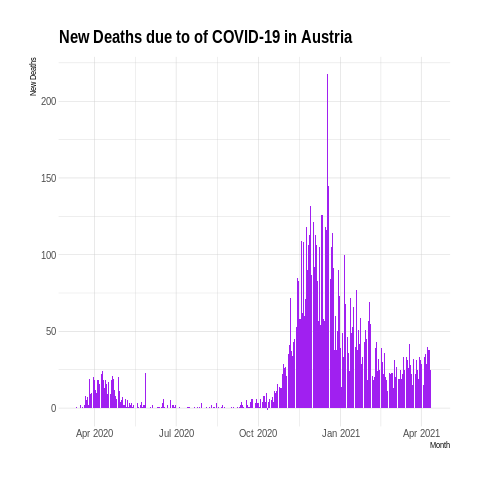 New Deaths due to of COVID-19 in Austria
New Deaths
200
150
100
50
0
Apr 2020 Jul 2020 Oct 2020 Jan 2021 Apr 2021
Month